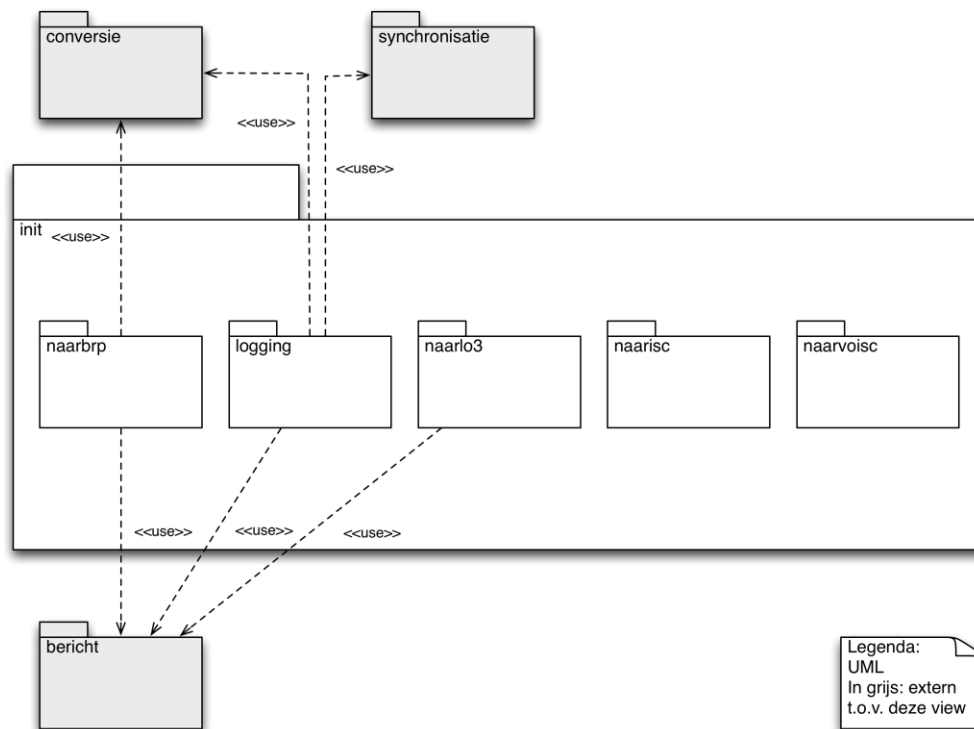 conversie
synchronisatie
<<use>>
<<use>>
init
<<use>>
naarbrp
logging
naarlo3
naarisc
naarvoisc
<<use>>
<<use>>
<<use>>
bericht
Legenda:
UML
In grijs: extern
t.o.v. deze view